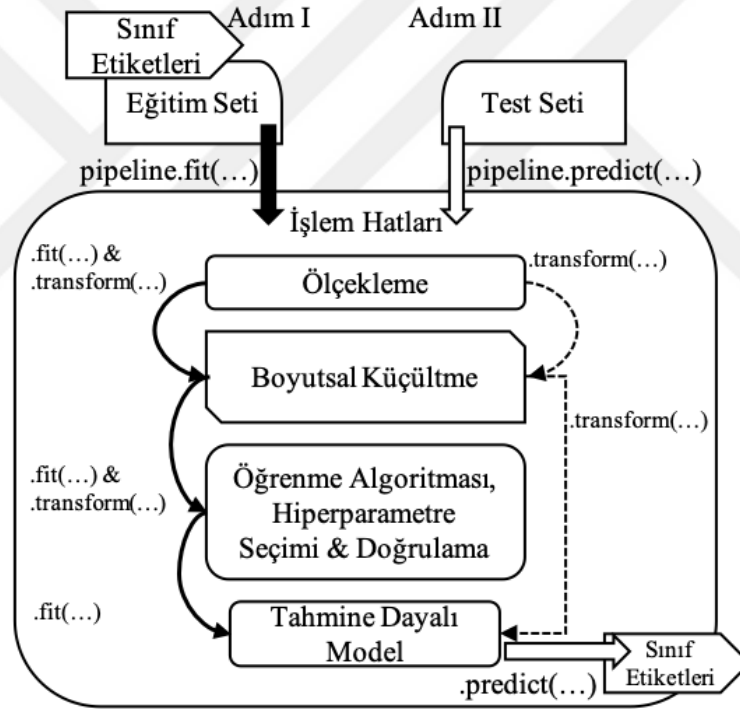 Adım I
Adım II
Sınıf
Etiketleri
Eğitim Seti
Test Seti
pipeline.fit(…)
pipeline.predict(…)
İşlem Hatları
.fit(…) &
.transform(…)
.transform(…)
Ölçekleme
Boyutsal Küçültme
.transform(…)
.fit(…) &
.transform(…)
Öğrenme Algoritması,
Hiperparametre
Seçimi & Doğrulama
.fit(…)
Tahmine Dayalı
Model
.predict(…)
Sınıf
Etiketleri